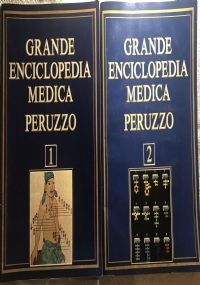 GRANDE
ENCICLOPEDIA
MEDICA
PERUZZO
1
GRANDE
ENCICLOPEDIA
MEDICA
PERUZZO
2